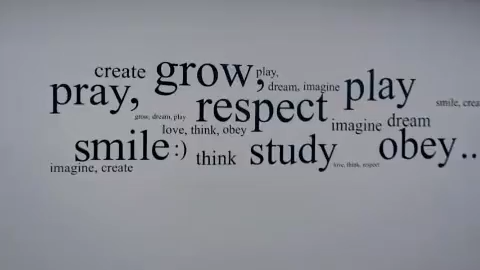 create grow, play,
pray, dream, imagine play
grow, dream, play respect smile, crea
love, think, obey imagine dream
smile :) think study obey..
imagine, create love, think, respect